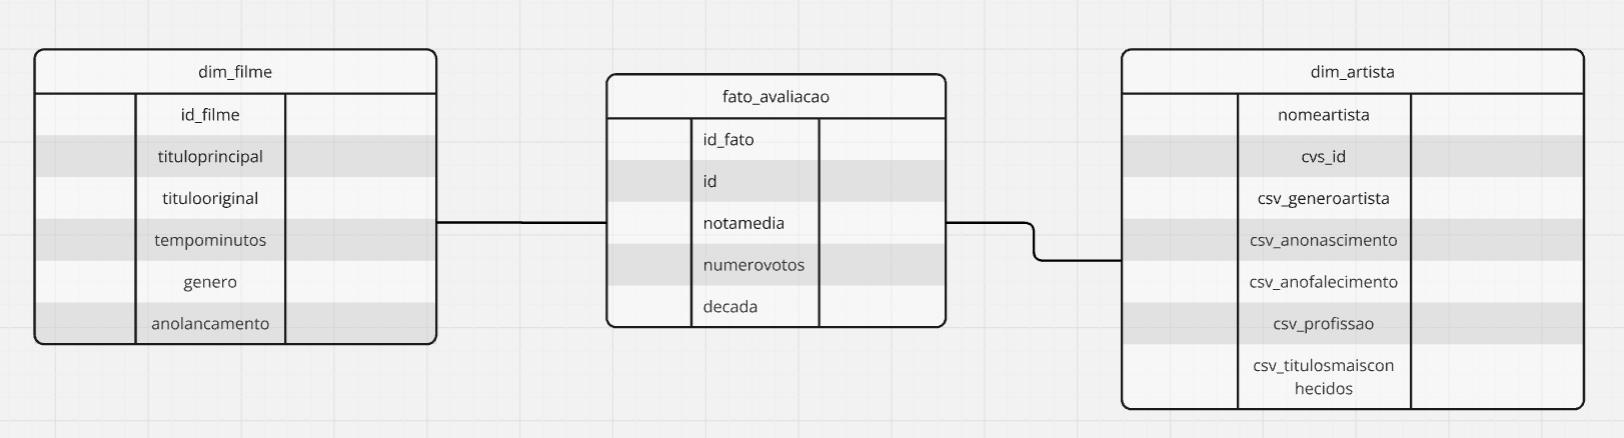 dim_filme
id_filme
tituloprincipal
titulooriginal
tempominutos
genero
anolancamento
fato_avaliacao
id_fato
id
notamedia
numerovotos
decada
dim_artista
nomeartista
cvs_id
csv_generoartista
csv_anonascimento
csv_anofalecimento
csv_profissao
csv_titulosmaiscon
hecidos